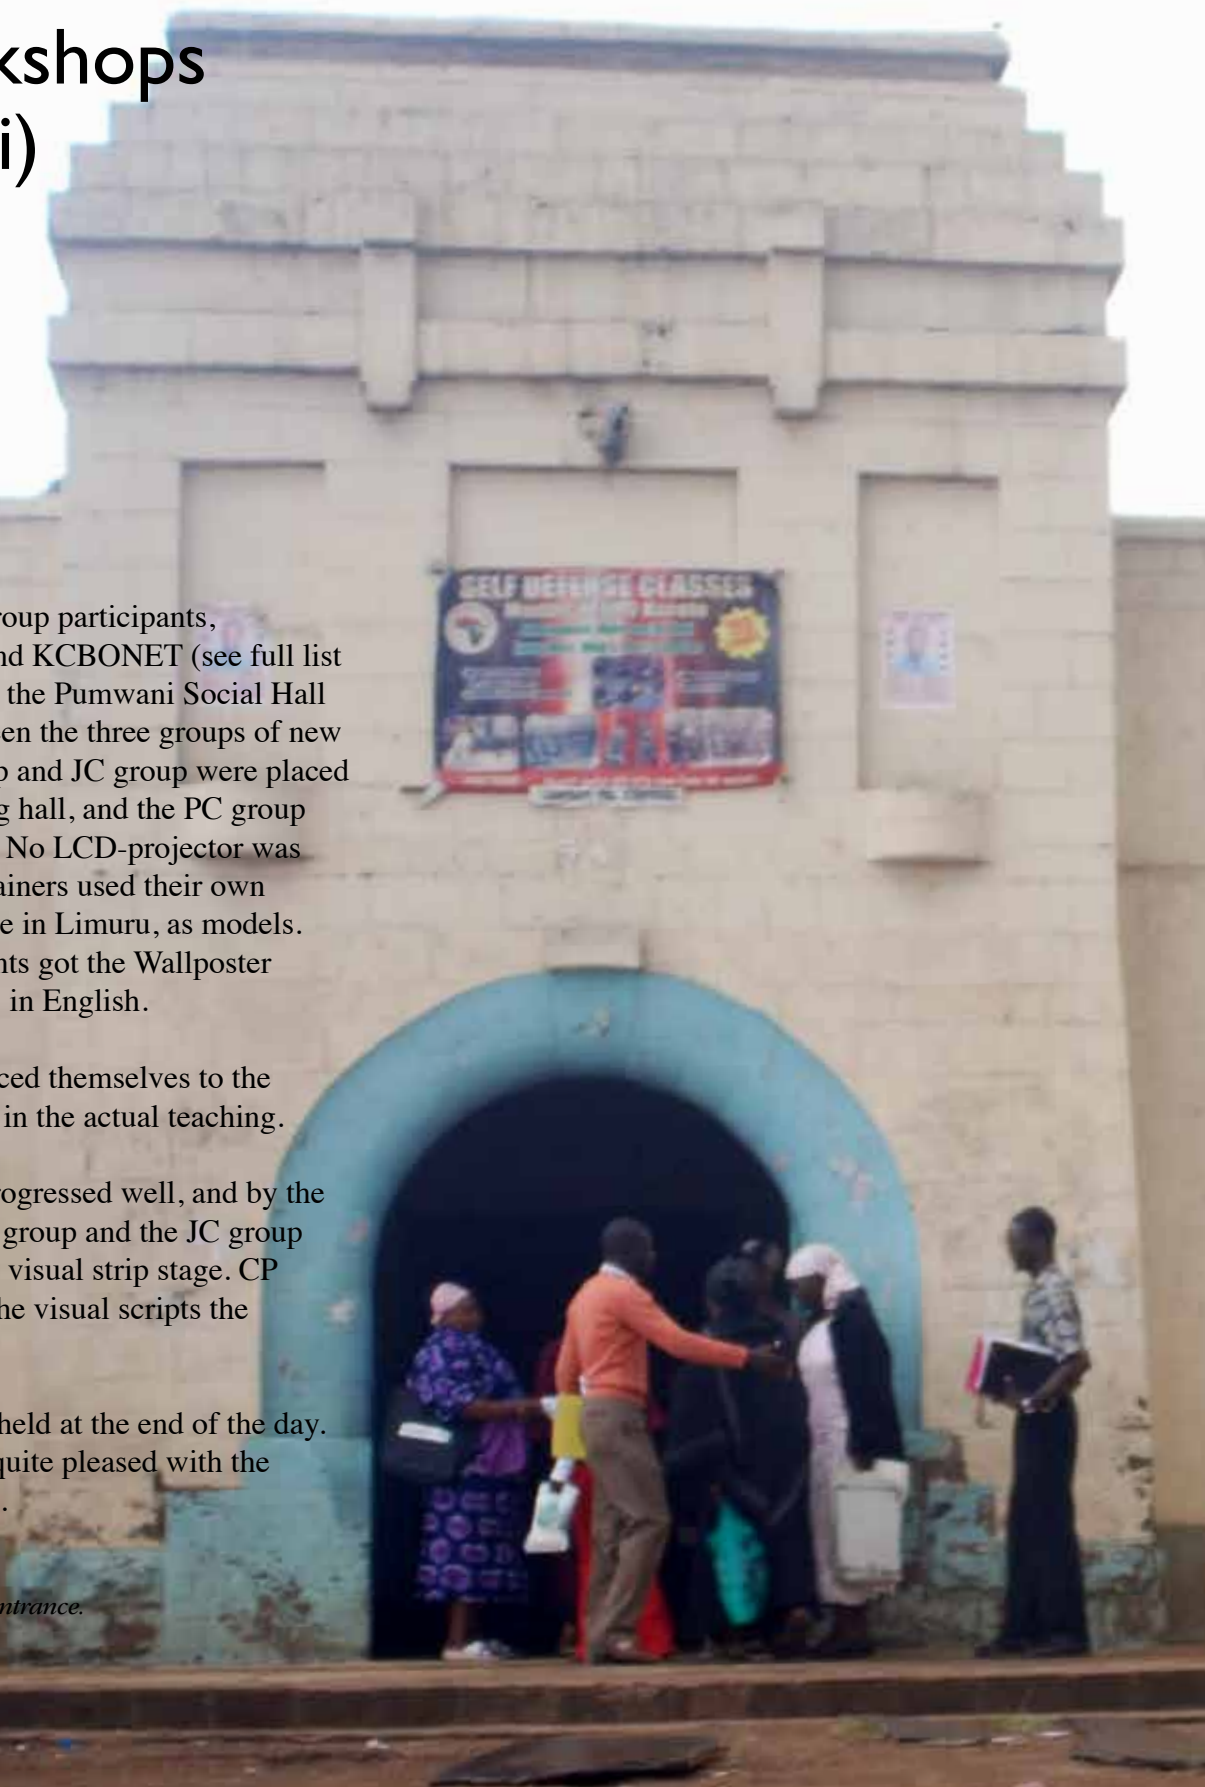 kshops
i)
SELF DEFENSE CLASSES
roup participants,
nd KCBONET (see full list
the Pumwani Social Hall
en the three groups of new
p and JC group were placed
g hall, and the PC group
No LCD-projector was
ainers used their own
e in Limuru, as models.
nts got the Wallposter
in English.
ced themselves to the
in the actual teaching.
rogressed well, and by the
group and the JC group
visual strip stage. CP
he visual scripts the
held at the end of the day.
quite pleased with the
.
ntrance.